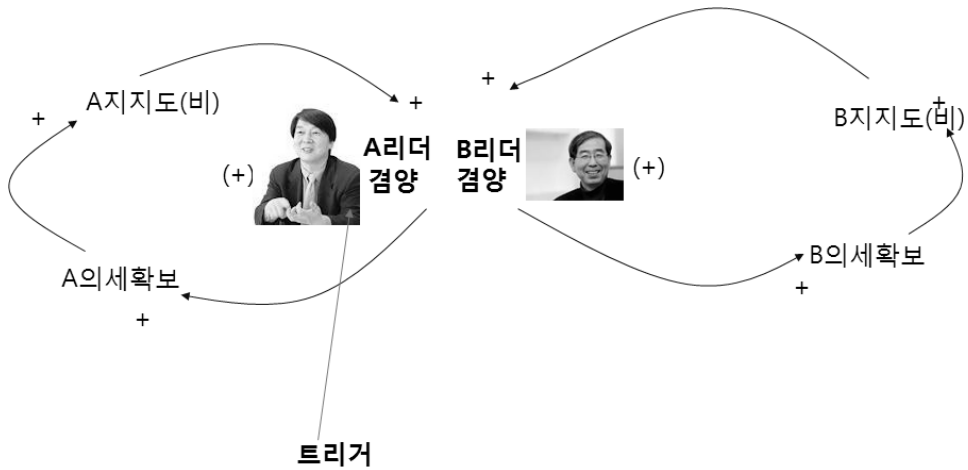 +
+
+
A지지도(비)
+
B지지도(비)
+
A리더
겸양
B리더
겸양
(+)
(+)
A의세확보
+
B의세확보
+
트리거